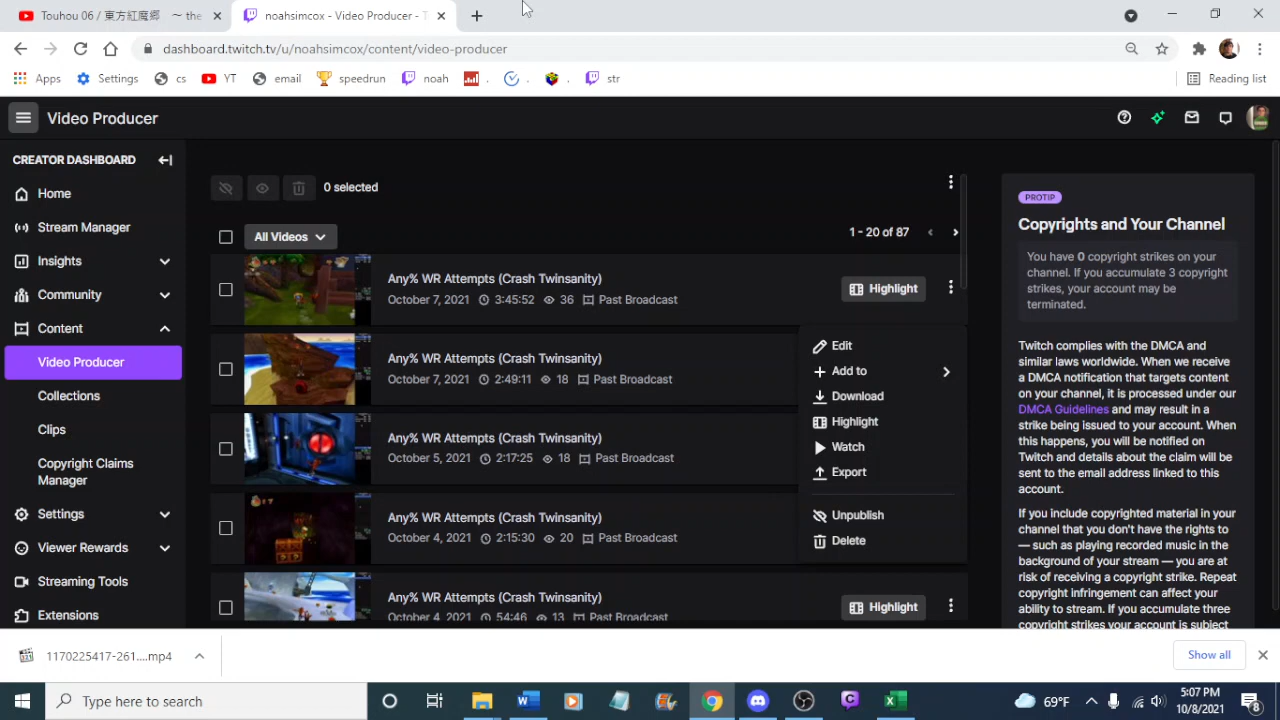 Touhou 06 / 東方紅魔郷 ～ the
noahsimcox - Video Producer - T
dashboard.twitch.tv/u/noahsimcox/content/video-producer
Apps Settings cs YT email speedrun noah . . . str Reading list
Video Producer
CREATOR DASHBOARD
Home
Stream Manager
Insights
Community
Content
Video Producer
Collections
Clips
Copyright Claims
Manager
Settings
Viewer Rewards
Streaming Tools
Extensions
0 selected
All Videos
1 - 20 of 87
Any% WR Attempts (Crash Twinsanity)
October 7, 2021 3:45:52 36 Past Broadcast
Highlight
Any% WR Attempts (Crash Twinsanity)
October 7, 2021 2:49:11 18 Past Broadcast
Any% WR Attempts (Crash Twinsanity)
October 5, 2021 2:17:25 18 Past Broadcast
Any% WR Attempts (Crash Twinsanity)
October 4, 2021 2:15:30 20 Past Broadcast
Any% WR Attempts (Crash Twinsanity)
October 4, 2021 54:46 13 Past Broadcast
Highlight
Edit
Add to
Download
Highlight
Watch
Export
Unpublish
Delete
PROTIP
Copyrights and Your Channel
You have 0 copyright strikes on your
channel. If you accumulate 3 copyright
strikes, your account may be
terminated.
Twitch complies with the DMCA and
similar laws worldwide. When we receive
a DMCA notification that targets content
on your channel, it is processed under our
DMCA Guidelines and may result in a
strike being issued to your account. When
this happens, you will be notified on
Twitch and details about the claim will be
sent to the email address linked to this
account.
If you include copyrighted material in your
channel that you don't have the rights to
— such as playing recorded music in the
background of your stream — you are at
risk of receiving a copyright strike. Repeat
copyright infringement can affect your
ability to stream. If you accumulate three
copyright strikes your account is subject
1170225417-261....mp4
Show all
Type here to search
69°F
5:07 PM
10/8/2021
8